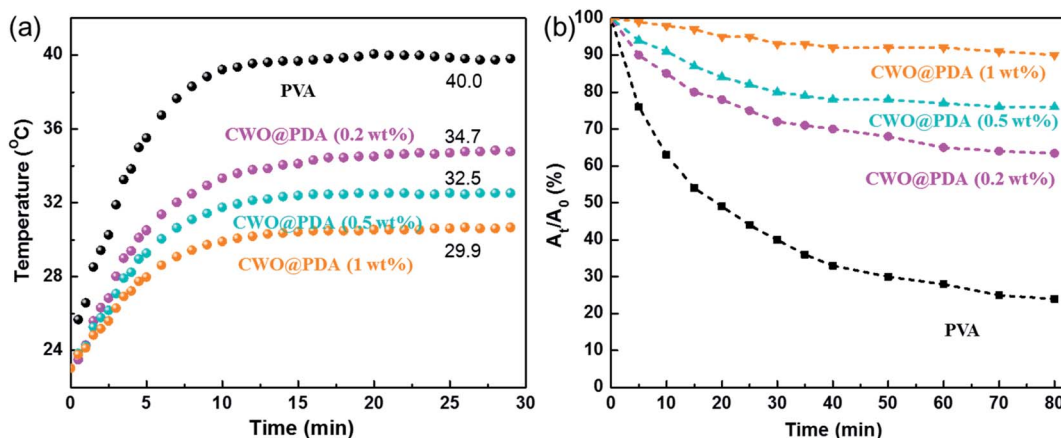 (a)
40
36
32
28
24
Temperature (°C)
PVA
40.0
CWO@PDA (0.2 wt%)
34.7
32.5
CWO@PDA (0.5 wt%)
CWO@PDA (1 wt%)
29.9
0 5 10 15 20 25 30
Time (min)
(b)
100
90
80
70
60
50
40
30
20
10
0
At/A0 (%)
CWO@PDA (1 wt%)
CWO@PDA (0.5 wt%)
CWO@PDA (0.2 wt%)
PVA
0 10 20 30 40 50 60 70 80
Time (min)